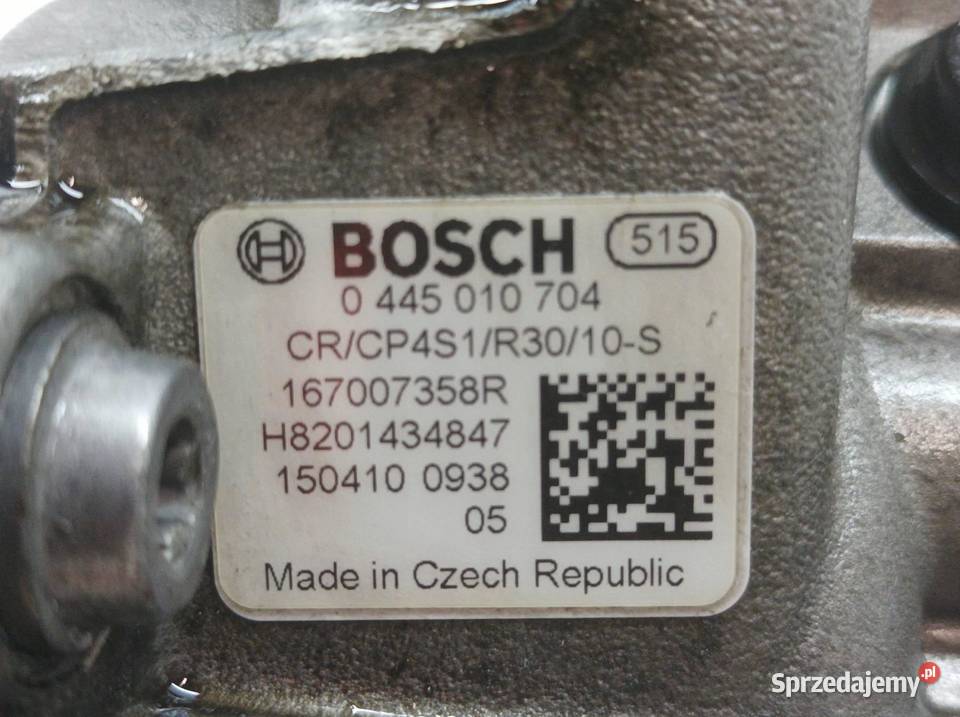 BOSCH 515
0 445 010 704
CR/CP4S1/R30/10-S
167007358R
H8201434847
150410 0938
05
Made in Czech Republic
Sprzedajemy.pl